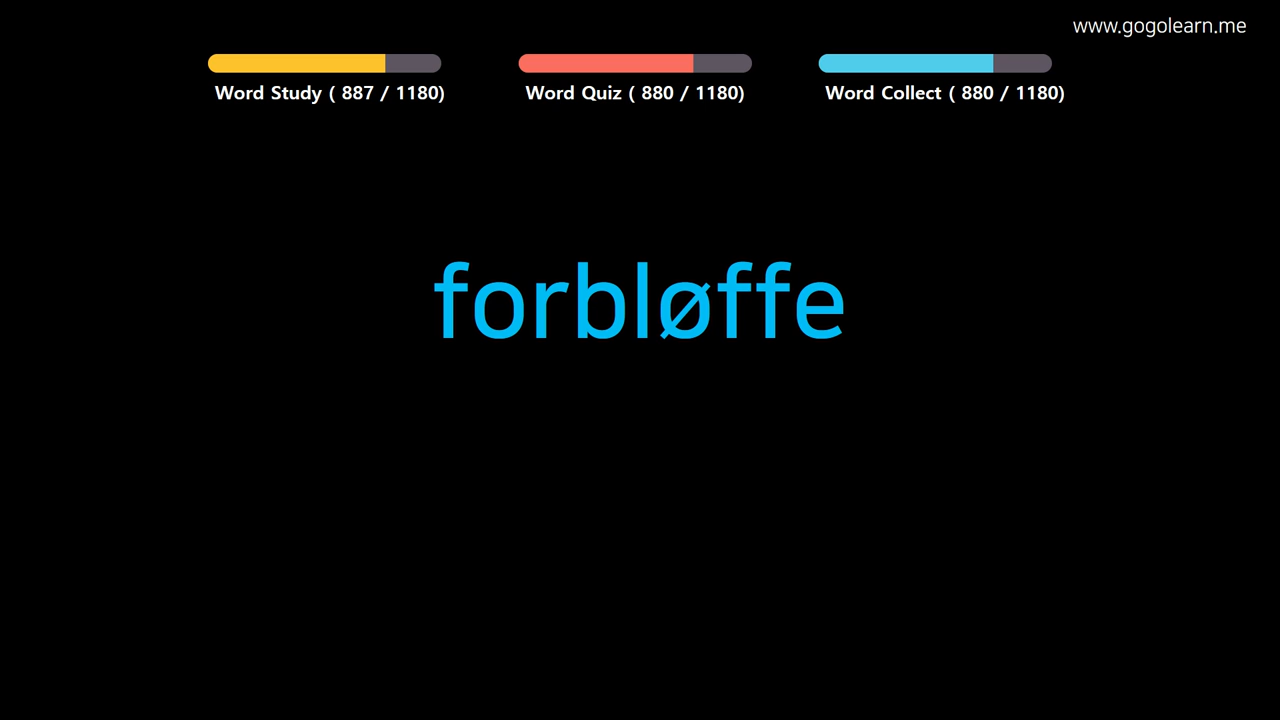 www.gogolearn.me
Word Study ( 887 / 1180)
Word Quiz ( 880 / 1180)
Word Collect ( 880 / 1180)
forbløffe